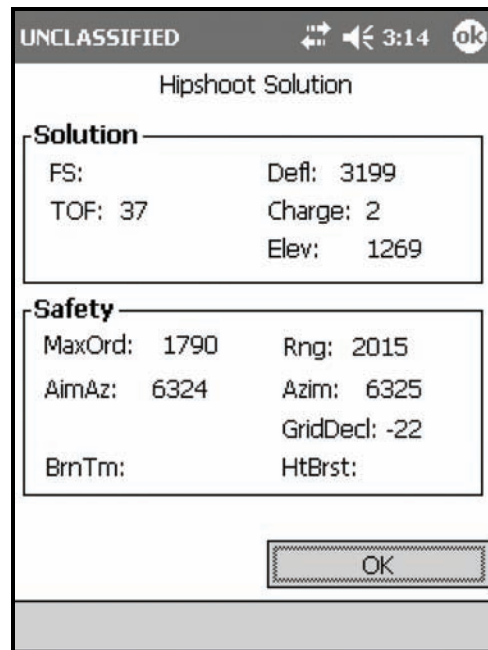 UNCLASSIFIED 3:14 ok
Hipshoot Solution
Solution
FS: Defl: 3199
TOF: 37 Charge: 2
Elev: 1269
Safety
MaxOrd: 1790 Rng: 2015
AimAz: 6324 Azim: 6325
GridDecl: -22
BrnTm: HtBrst:
OK